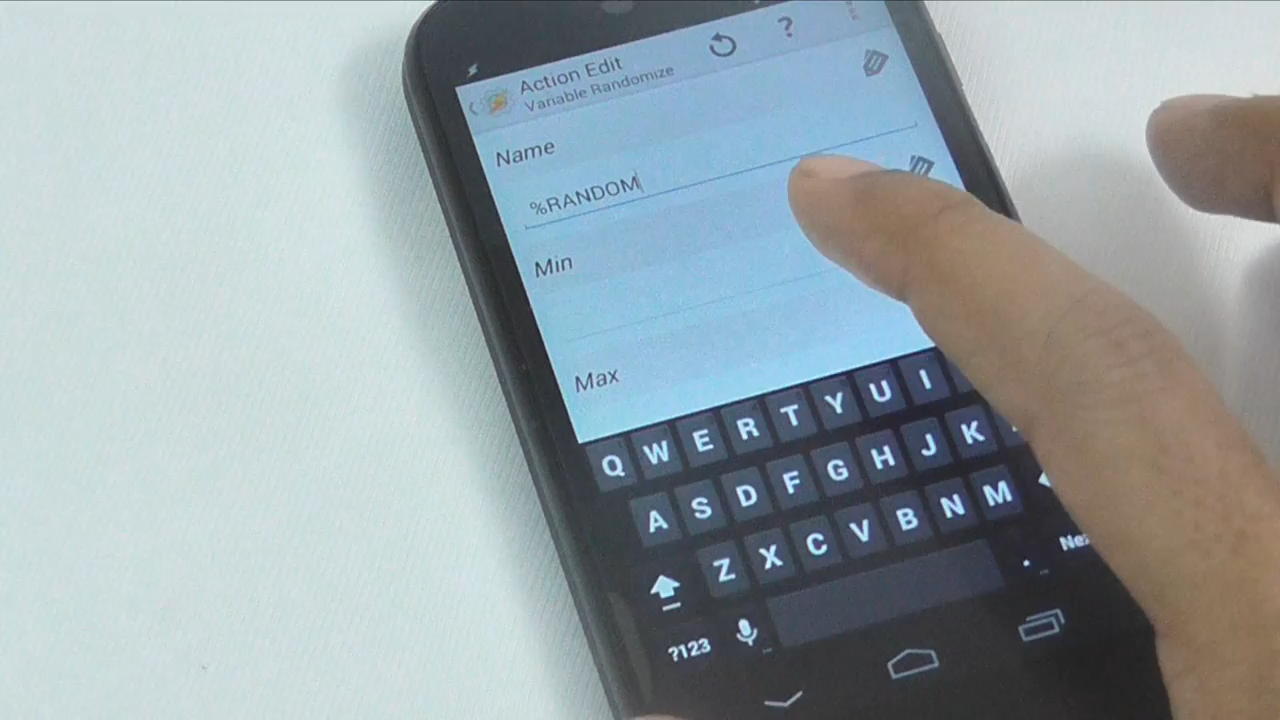 Action Edit
Variable Randomize
?
Name
%RANDOM
Min
Max
Q W E R T Y U I
A S D F G H J K
Z X C V B N M
?123